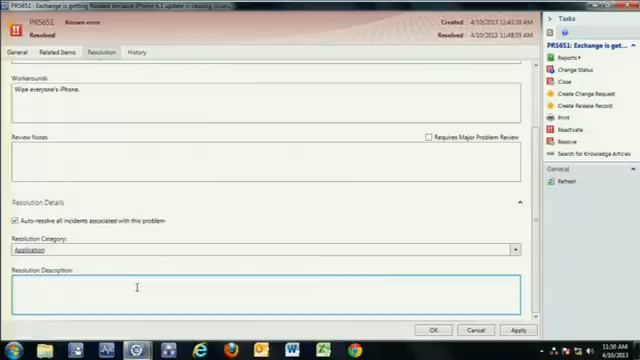 PR5651: Exchange is getting flooded because iPhone 6.1 update is causing issues.
PR5651
Known error
Resolved
Created
4/10/2013 11:40:38 AM
Resolved:
4/10/2013 11:48:55 AM
General
Related Items
Resolution
History
Workarounds
Wipe everyone's iPhone.
Review Notes
Requires Major Problem Review
Resolution Details
Auto-resolve all incidents associated with this problem
Resolution Category:
Application
Resolution Description:
OK
Cancel
Apply
Tasks
PR5651: Exchange is get...
Reports
Change Status
Close
Create Change Request
Create Release Record
Print
Reactivate
Resolve
Search for Knowledge Articles
General
Refresh
11:50 AM
4/10/2013